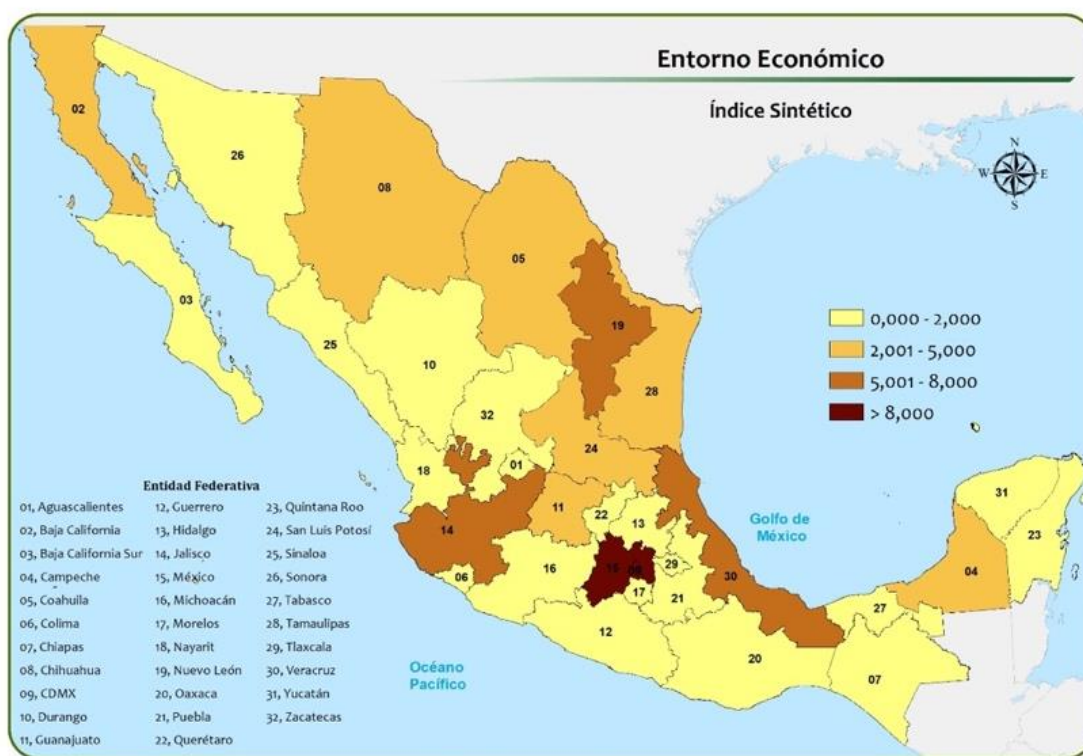 Entorno Económico
Índice Sintético
N
W E
S
02
26
08
03
05
19
25
10
28
32
24
18
01
14
11
22
13
06
16
15
09
29
17
21
30
12
20
27
07
04
31
23
0,000 - 2,000
2,001 - 5,000
5,001 - 8,000
> 8,000
Golfo de
México
Océano
Pacífico
Entidad Federativa
01, Aguascalientes
02, Baja California
03, Baja California Sur
04, Campeche
05, Coahuila
06, Colima
07, Chiapas
08, Chihuahua
09, CDMX
10, Durango
11, Guanajuato
12, Guerrero
13, Hidalgo
14, Jalisco
15, México
16, Michoacán
17, Morelos
18, Nayarit
19, Nuevo León
20, Oaxaca
21, Puebla
22, Querétaro
23, Quintana Roo
24, San Luis Potosí
25, Sinaloa
26, Sonora
27, Tabasco
28, Tamaulipas
29, Tlaxcala
30, Veracruz
31, Yucatán
32, Zacatecas